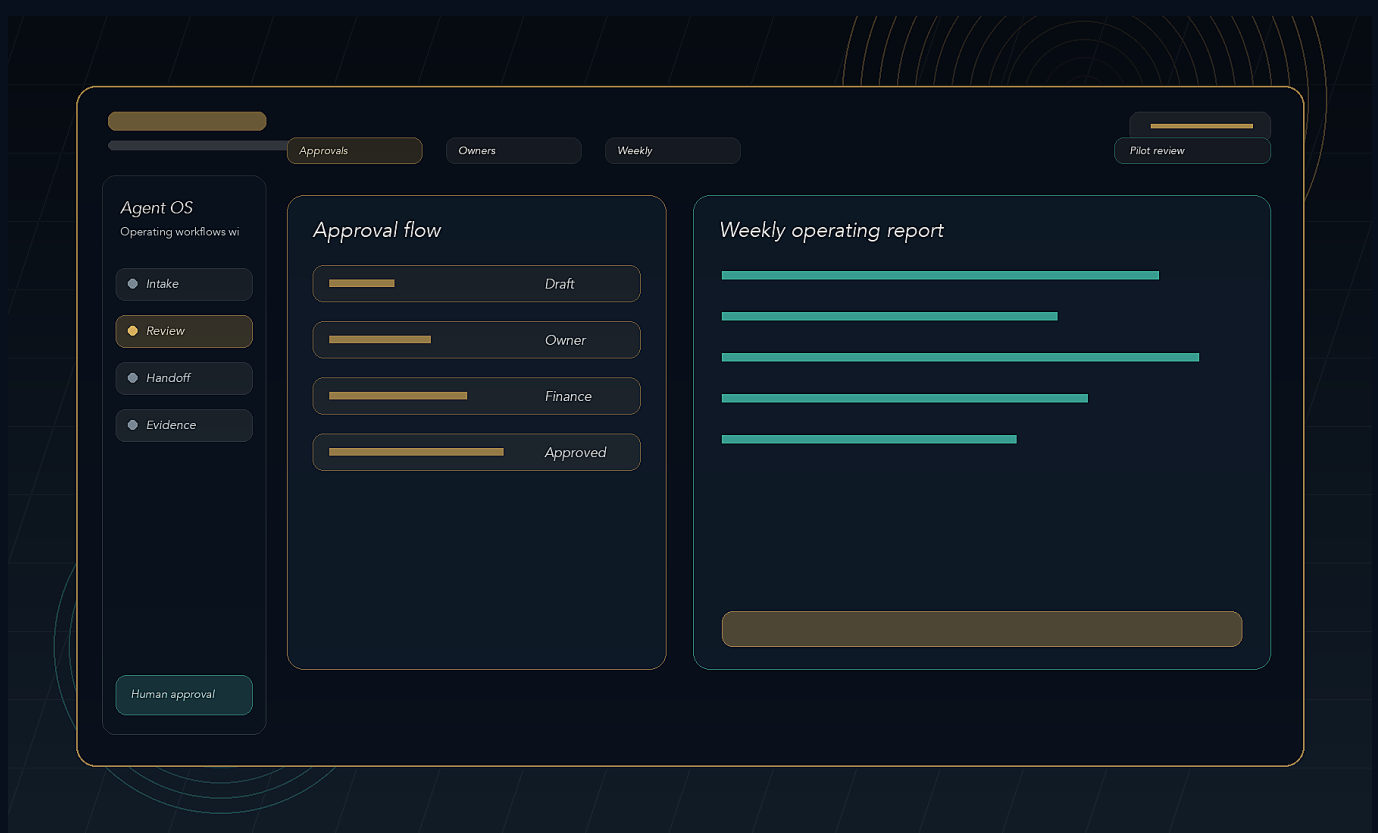 Approvals
Owners
Weekly
Pilot review
Agent OS
Operating workflows wi
Intake
Review
Handoff
Evidence
Human approval
Approval flow
Draft
Owner
Finance
Approved
Weekly operating report